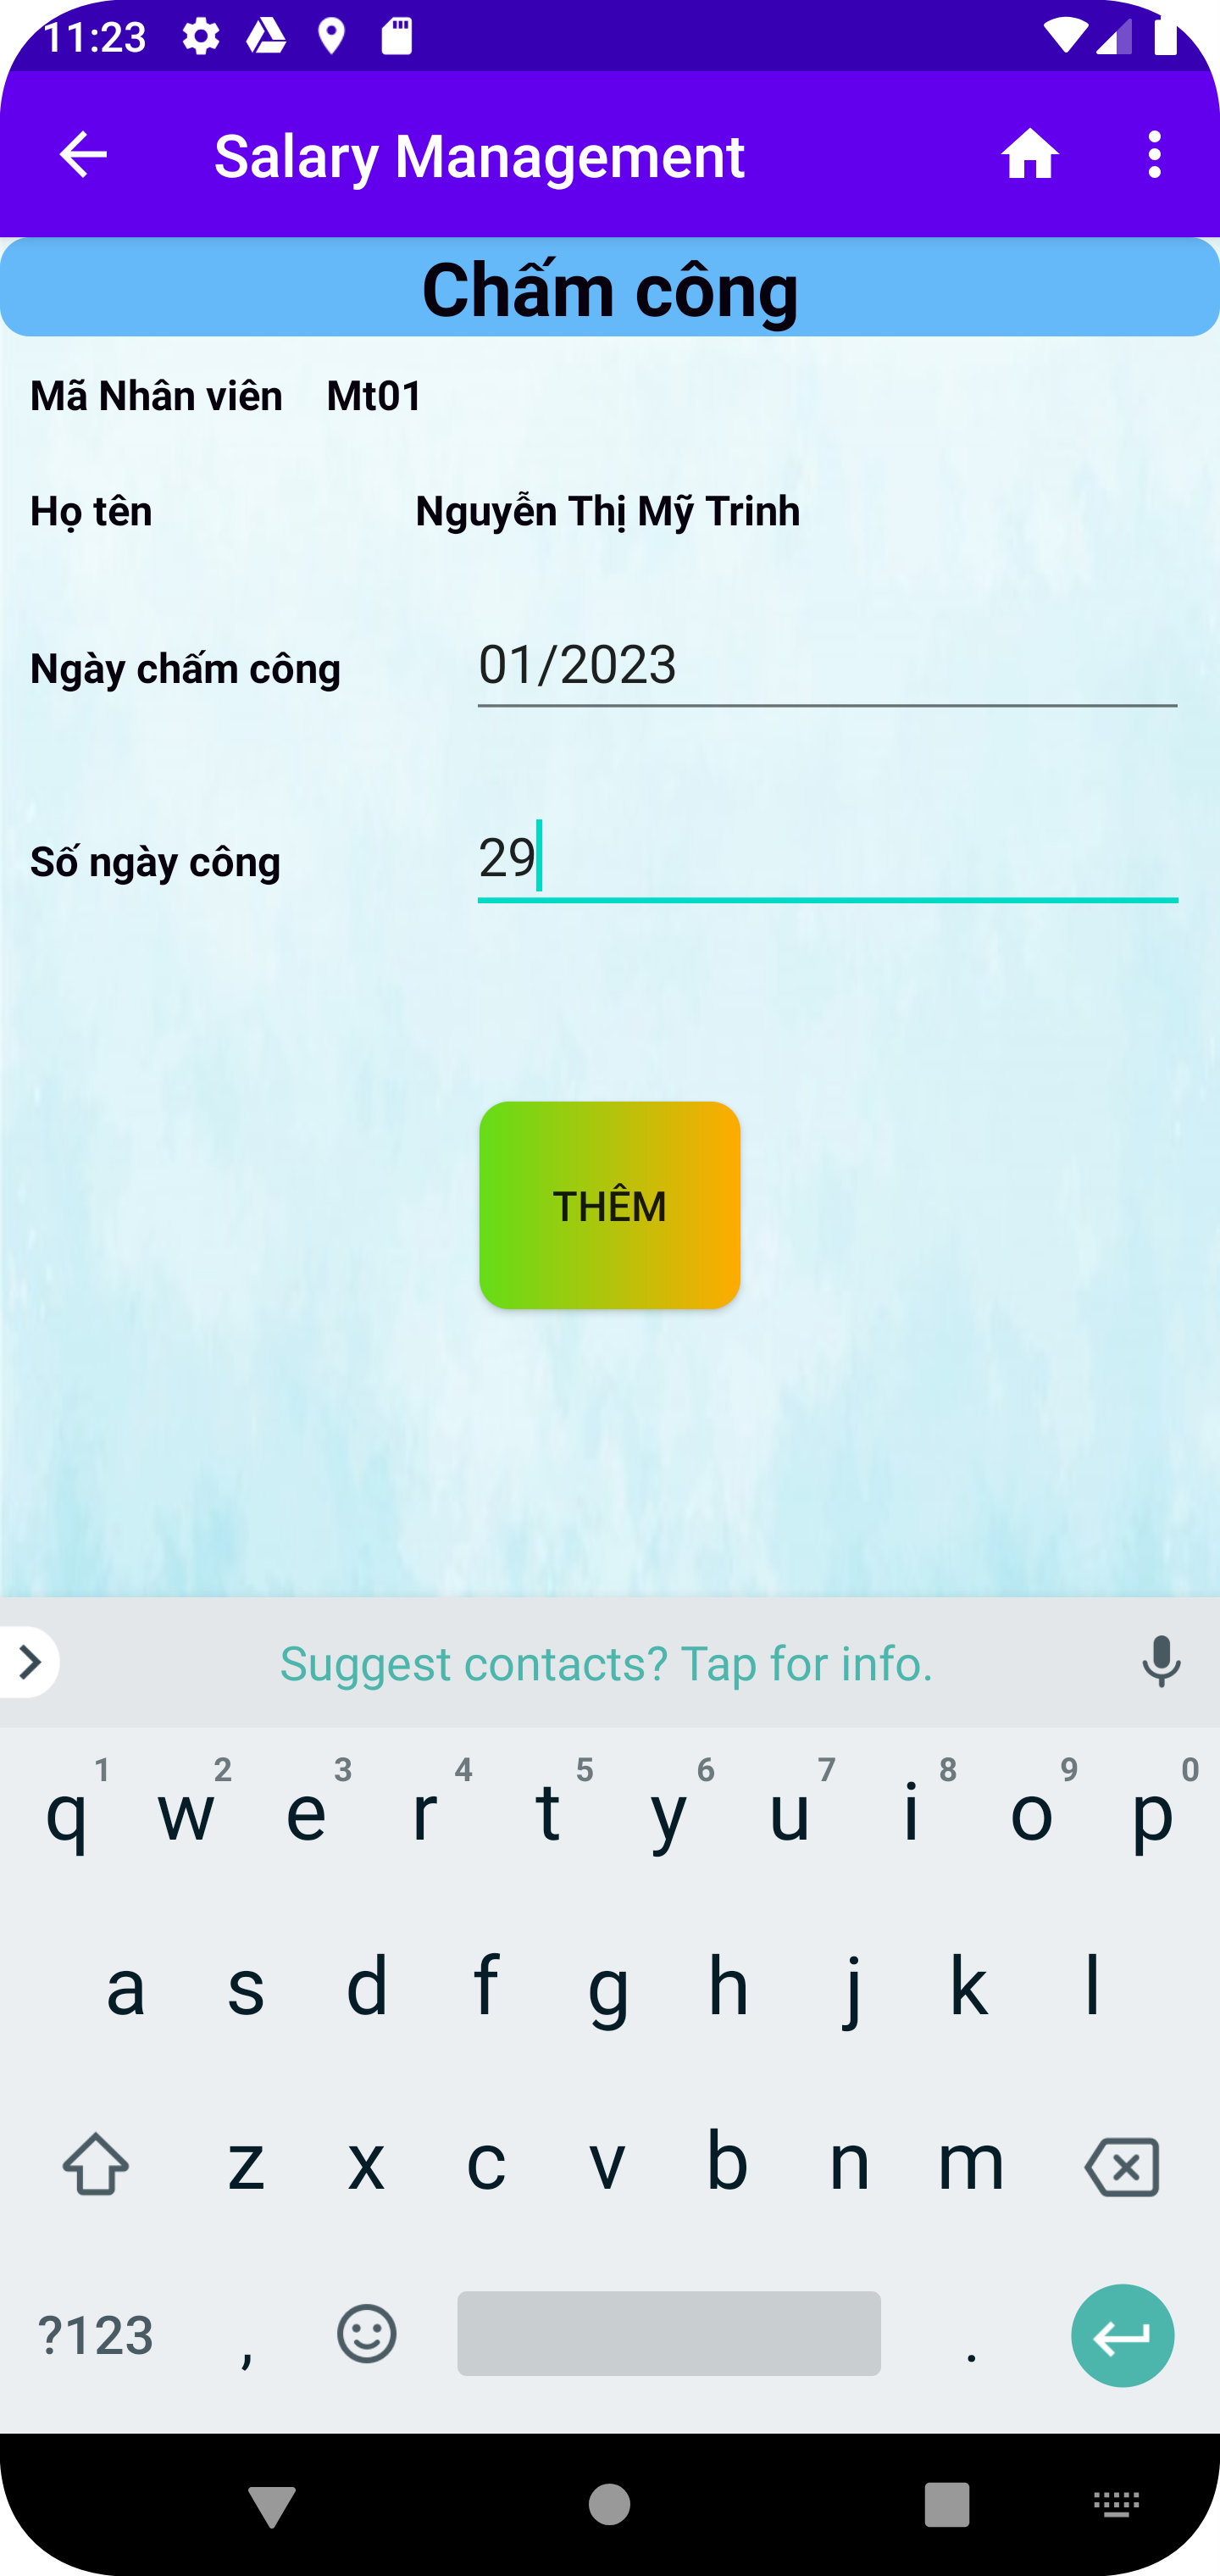 11:23
Salary Management
Chấm công
Mã Nhân viên Mt01
Họ tên Nguyễn Thị Mỹ Trinh
Ngày chấm công 01/2023
Số ngày công 29
THÊM
Suggest contacts? Tap for info.
1 2 3 4 5 6 7 8 9 0
q w e r t y u i o p
a s d f g h j k l
z x c v b n m
?123 , .